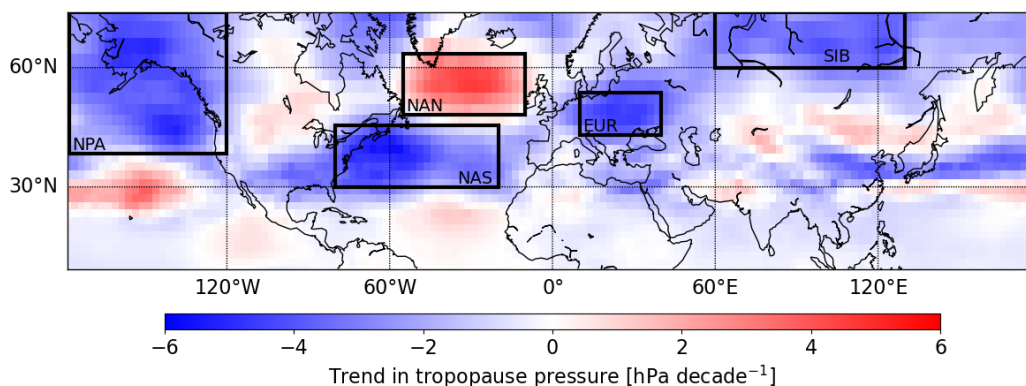 60°N
30°N
NPA
NAN
NAS
EUR
SIB
120°W 60°W 0° 60°E 120°E
−6 −4 −2 0 2 4 6
Trend in tropopause pressure [hPa decade⁻¹]